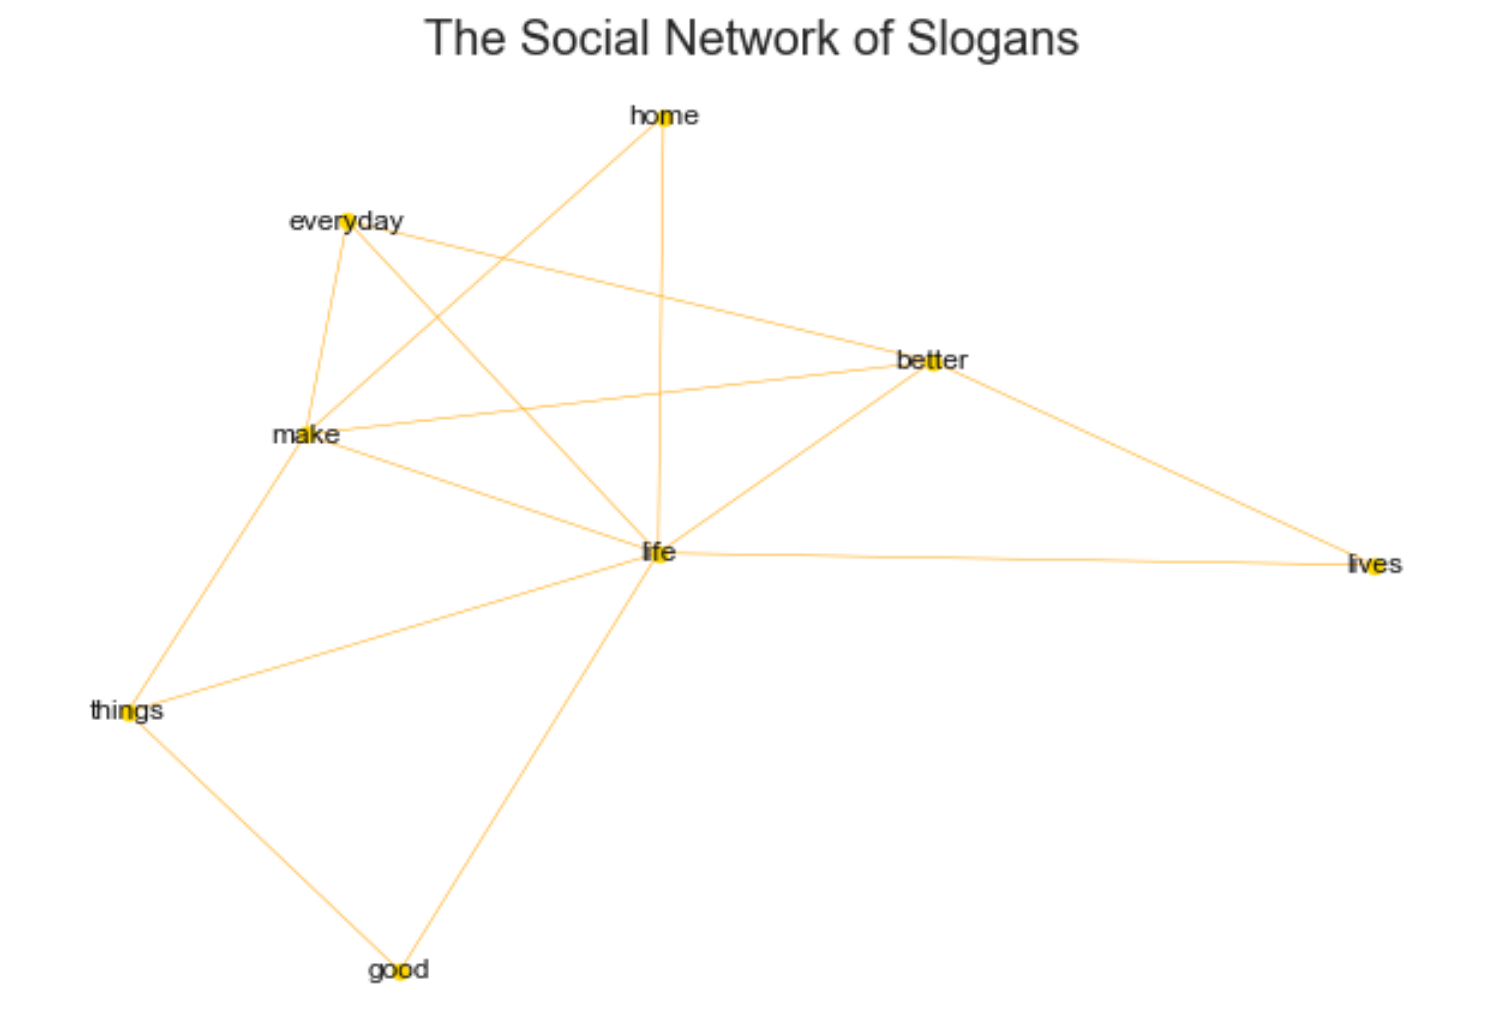 The Social Network of Slogans
home
everyday
better
make
life
lives
things
good